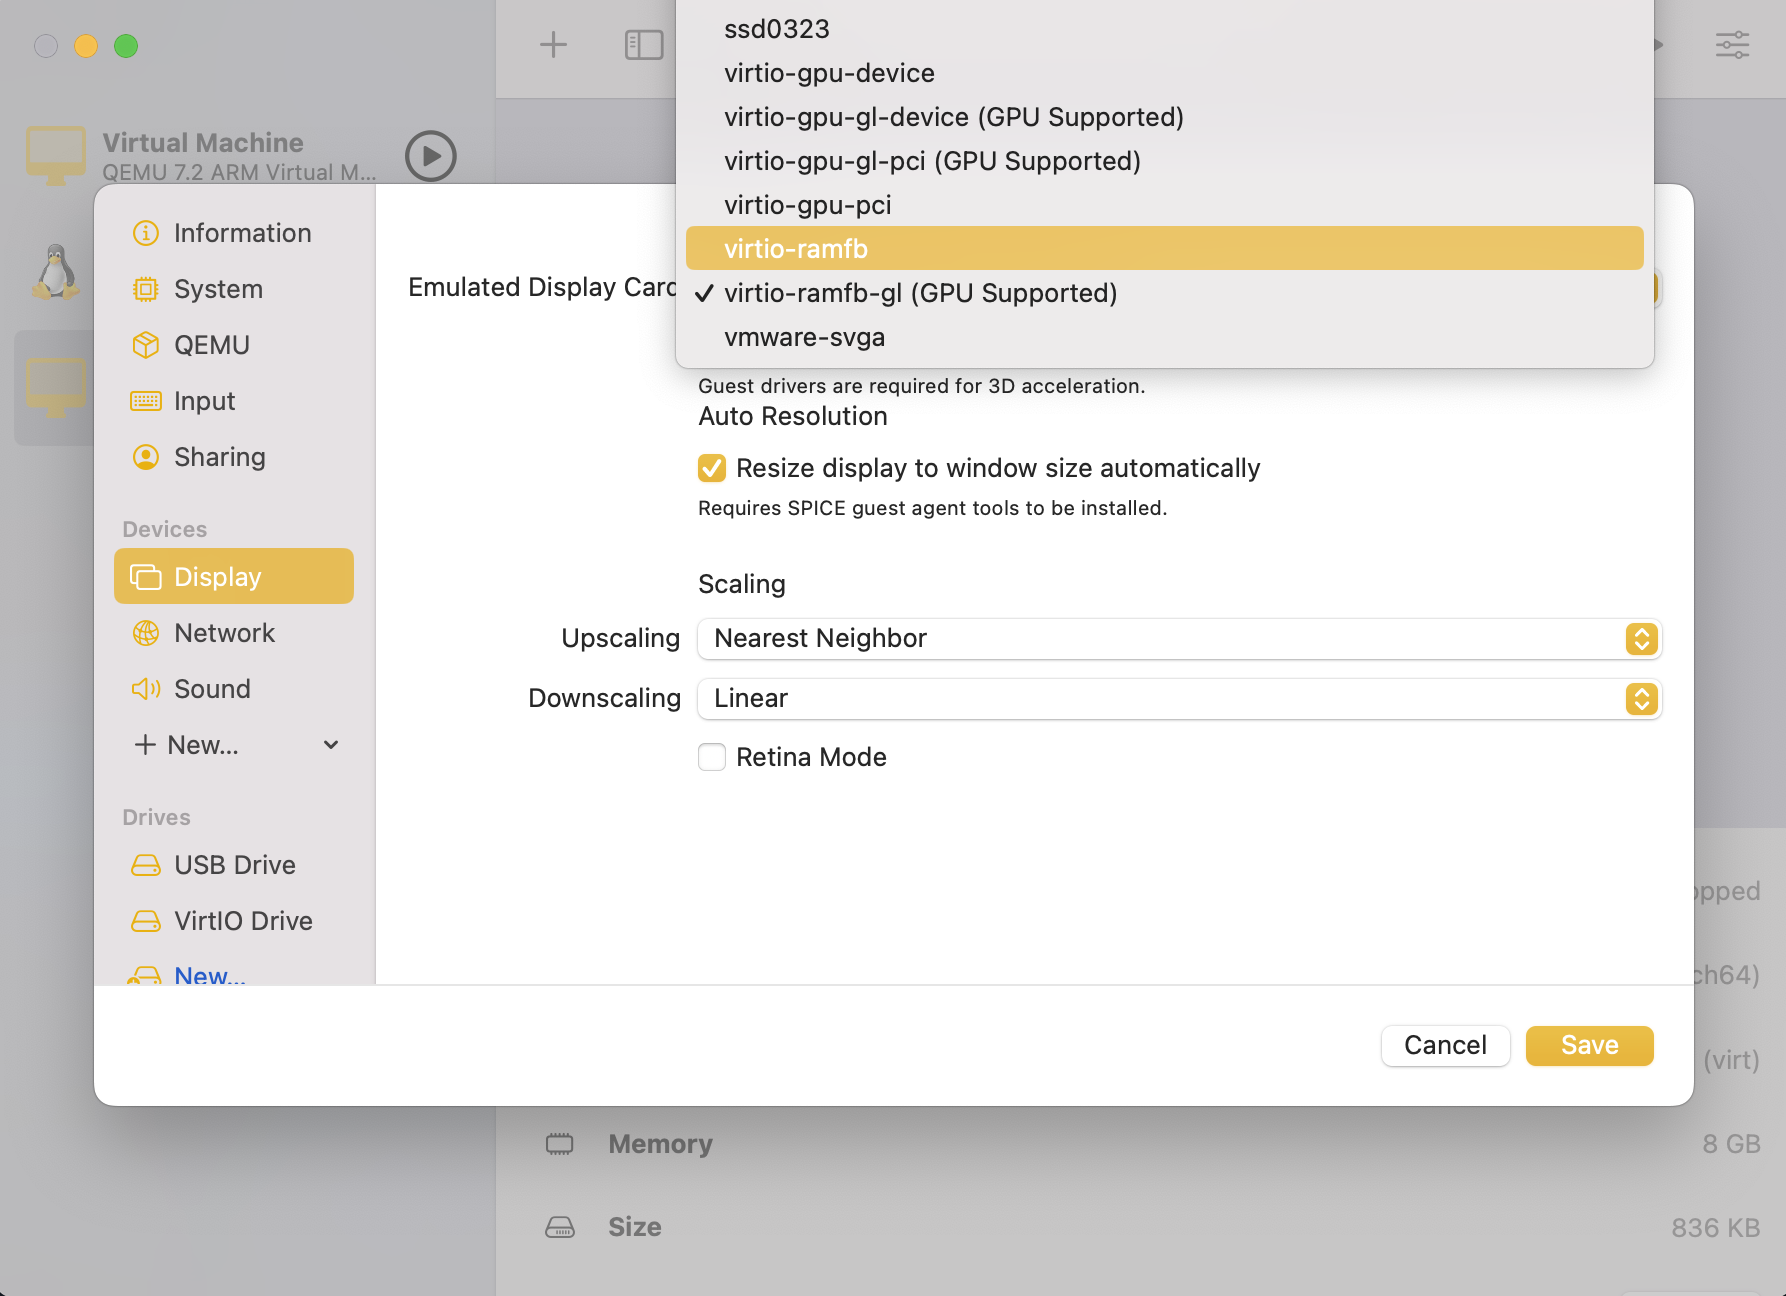 ssd0323
virtio-gpu-device
virtio-gpu-gl-device (GPU Supported)
virtio-gpu-gl-pci (GPU Supported)
virtio-gpu-pci
virtio-ramfb
✓ virtio-ramfb-gl (GPU Supported)
vmware-svga
Virtual Machine
QEMU 7.2 ARM Virtual M...
Information
System
QEMU
Input
Sharing
Devices
Display
Network
Sound
New...
Drives
USB Drive
VirtIO Drive
New...
Emulated Display Card
Guest drivers are required for 3D acceleration.
Auto Resolution
Resize display to window size automatically
Requires SPICE guest agent tools to be installed.
Scaling
Upscaling Nearest Neighbor
Downscaling Linear
Retina Mode
Cancel Save
opped
ch64)
(virt)
Memory 8 GB
Size 836 KB